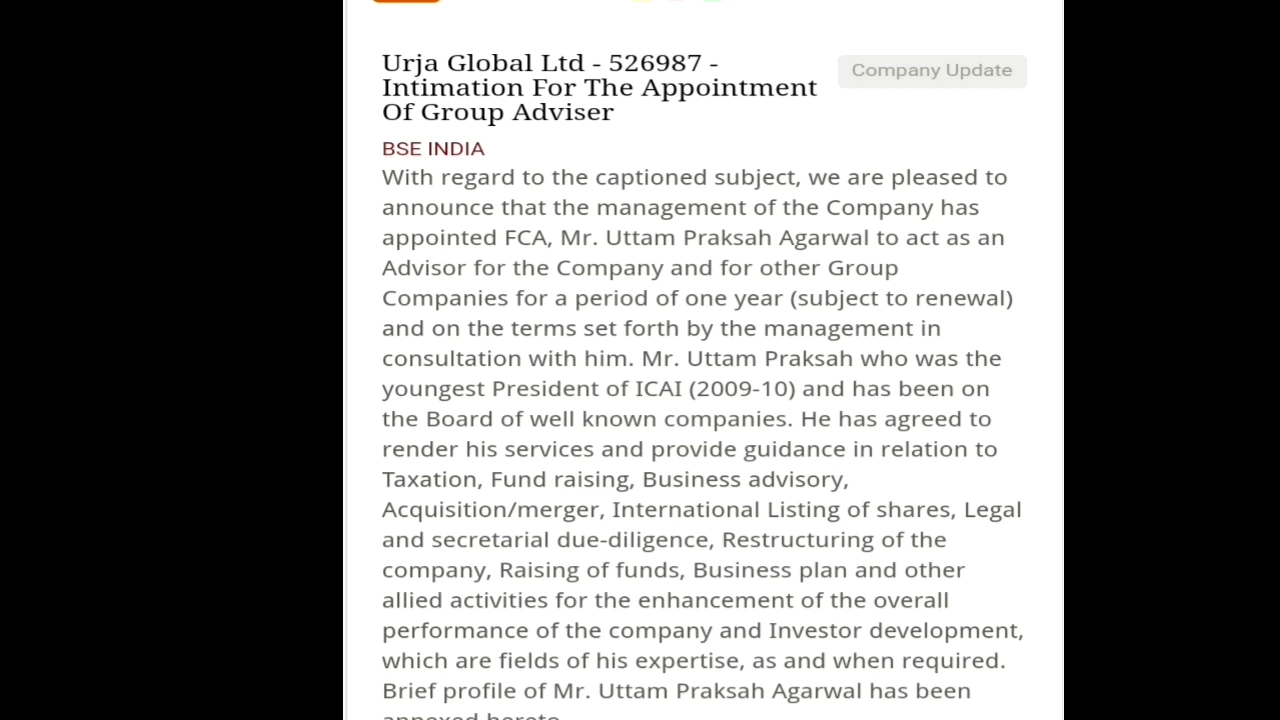 Urja Global Ltd - 526987 -
Intimation For The Appointment
Of Group Adviser
Company Update
BSE INDIA
With regard to the captioned subject, we are pleased to
announce that the management of the Company has
appointed FCA, Mr. Uttam Praksah Agarwal to act as an
Advisor for the Company and for other Group
Companies for a period of one year (subject to renewal)
and on the terms set forth by the management in
consultation with him. Mr. Uttam Praksah who was the
youngest President of ICAI (2009-10) and has been on
the Board of well known companies. He has agreed to
render his services and provide guidance in relation to
Taxation, Fund raising, Business advisory,
Acquisition/merger, International Listing of shares, Legal
and secretarial due-diligence, Restructuring of the
company, Raising of funds, Business plan and other
allied activities for the enhancement of the overall
performance of the company and Investor development,
which are fields of his expertise, as and when required.
Brief profile of Mr. Uttam Praksah Agarwal has been
annexed hereto